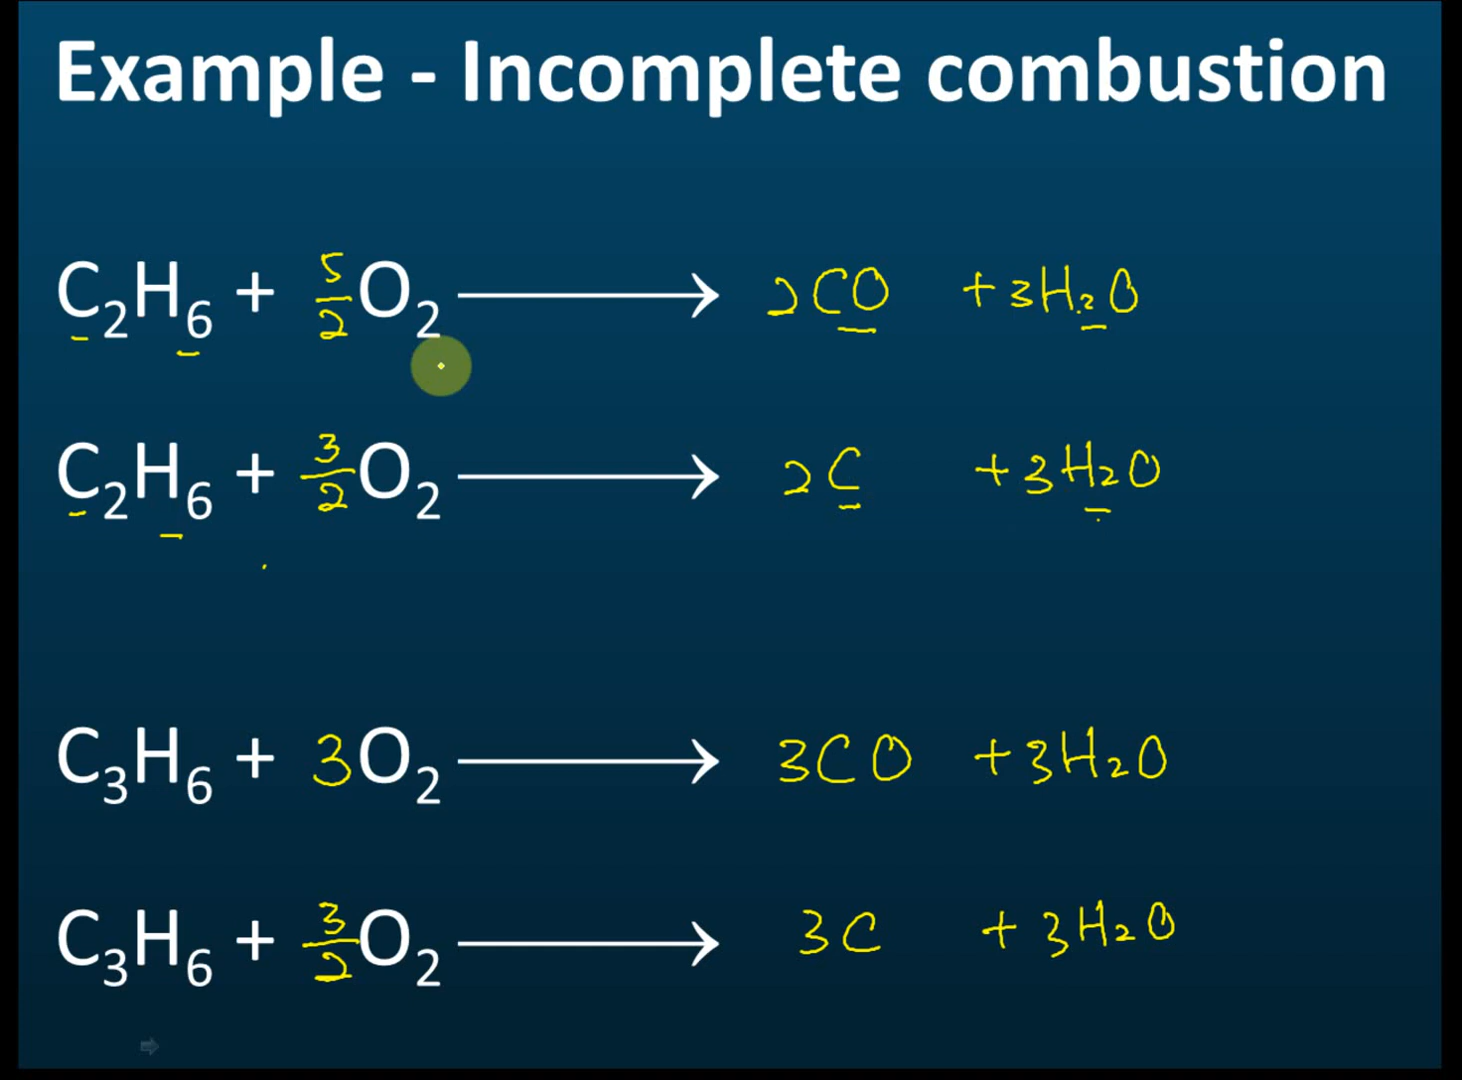 Example - Incomplete combustion
C₂H₆ + 5/2 O₂ ⟶ 2CO + 3H₂O
C₂H₆ + 3/2 O₂ ⟶ 2C + 3H₂O
C₃H₆ + 3O₂ ⟶ 3CO + 3H₂O
C₃H₆ + 3/2 O₂ ⟶ 3C + 3H₂O